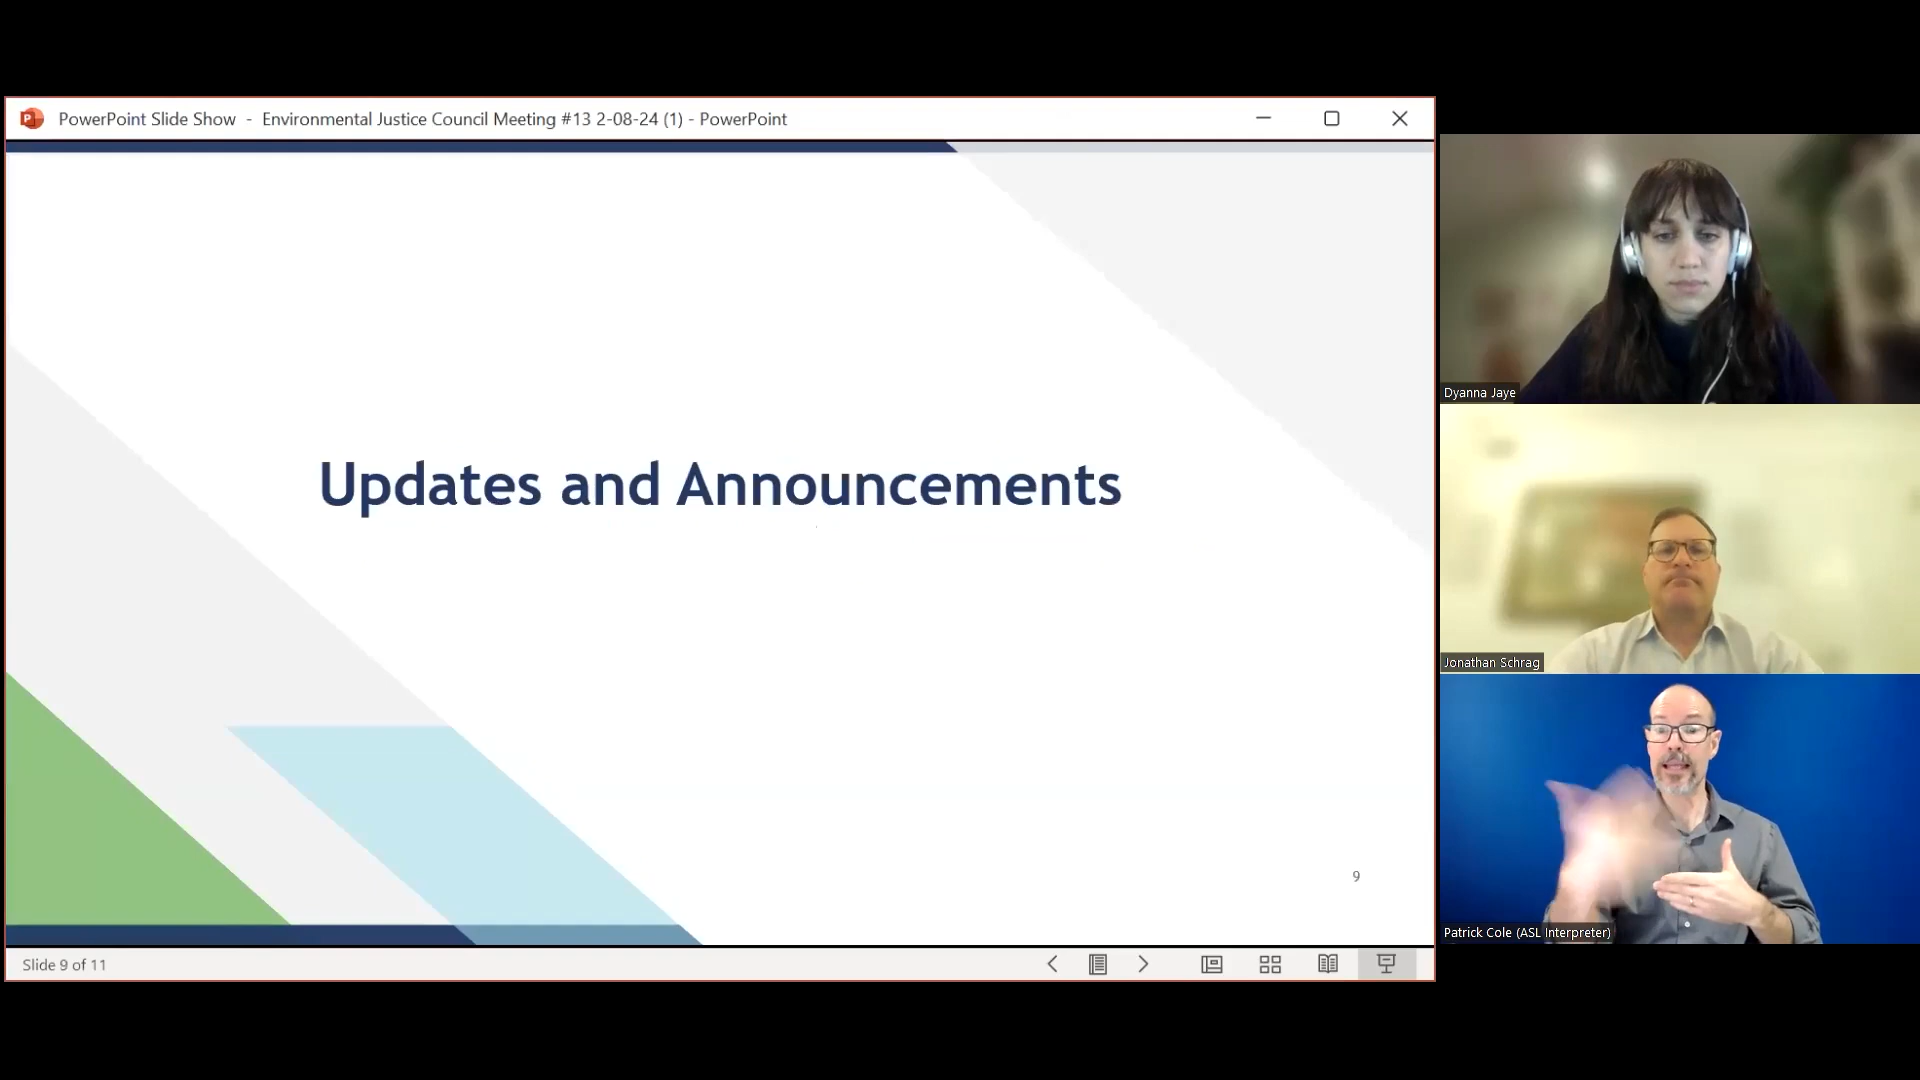 PowerPoint Slide Show - Environmental Justice Council Meeting #13 2-08-24 (1) - PowerPoint
Updates and Announcements
9
Slide 9 of 11
Dyanna Jaye
Jonathan Schrag
Patrick Cole (ASL Interpreter)